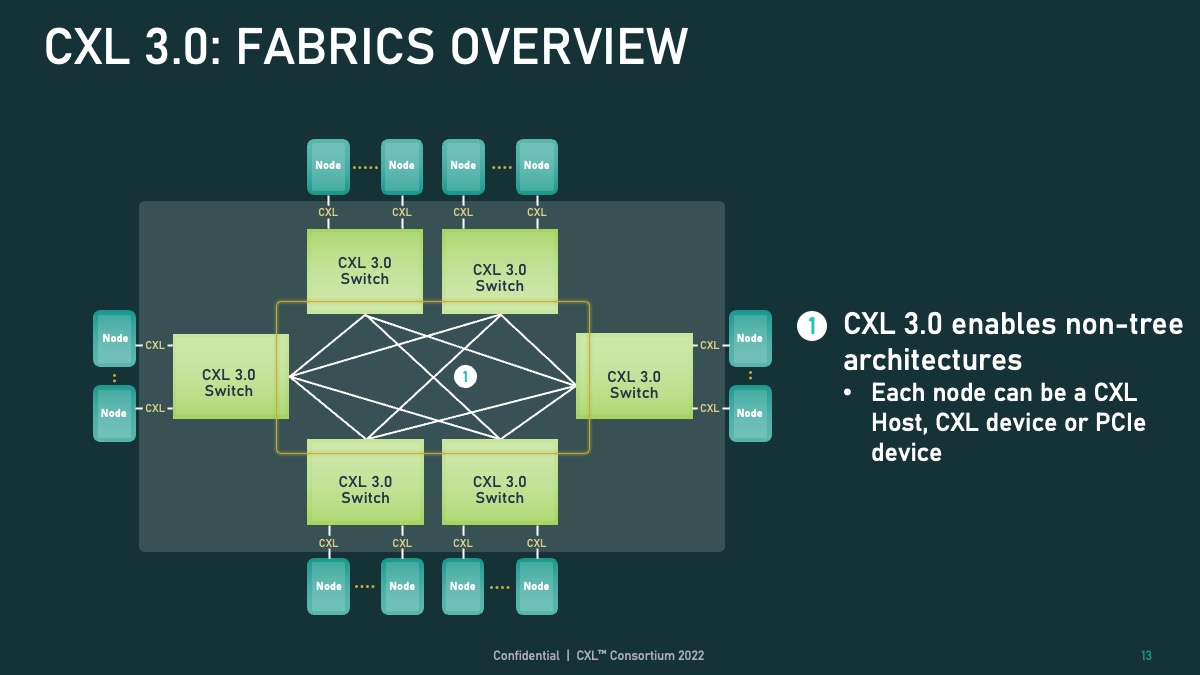 CXL 3.0: FABRICS OVERVIEW
Node Node Node Node
CXL CXL CXL CXL
CXL 3.0
Switch
CXL 3.0
Switch
Node
CXL
Node
CXL
CXL 3.0
Switch
1
CXL 3.0
Switch
CXL
Node
CXL
Node
CXL 3.0
Switch
CXL 3.0
Switch
CXL CXL CXL CXL
Node Node Node Node
1 CXL 3.0 enables non-tree
architectures
• Each node can be a CXL
Host, CXL device or PCIe
device
Confidential | CXL™ Consortium 2022
13